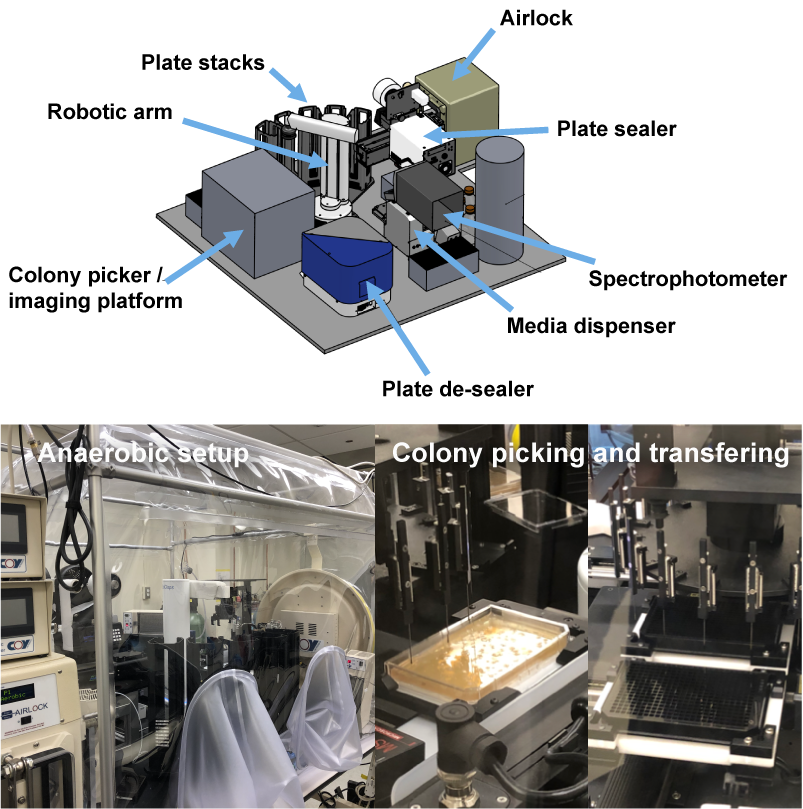 Airlock
Plate stacks
Robotic arm
Plate sealer
Colony picker /
imaging platform
Spectrophotometer
Media dispenser
Plate de-sealer
Anaerobic setup
Colony picking and transfering
COY
COY
P1
AIRLOCK